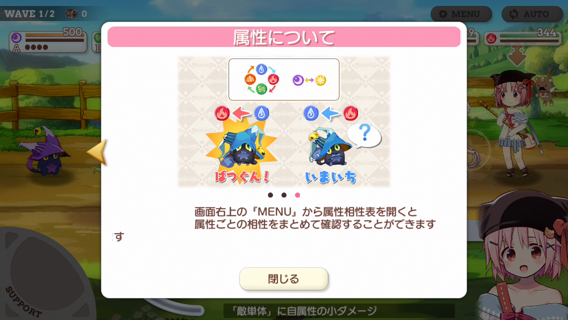 WAVE 1/2
0
MENU
AUTO
500
344
属性について
ばつぐん!
いまいち
?
画面右上の『MENU』から属性相性表を開くと
属性ごとの相性をまとめて確認することができます
す
閉じる
SUPPORT
「敵単体」に自属性の小ダメージ